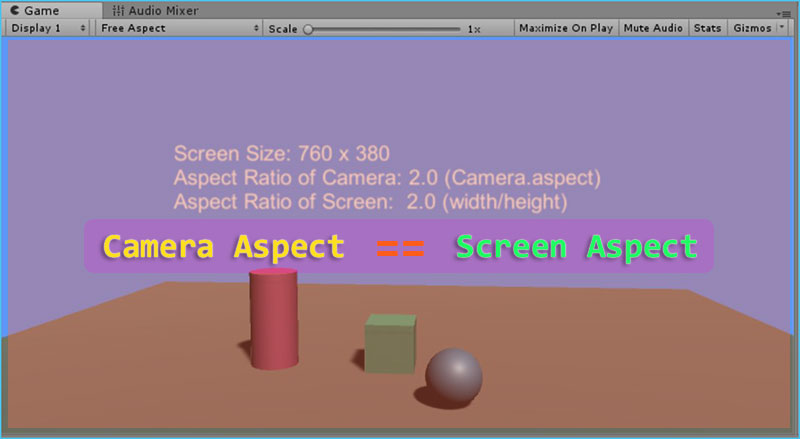 Game Audio Mixer
Display 1 Free Aspect Scale 1x Maximize On Play Mute Audio Stats Gizmos
Screen Size: 760 x 380
Aspect Ratio of Camera: 2.0 (Camera.aspect)
Aspect Ratio of Screen:  2.0 (width/height)
Camera Aspect == Screen Aspect